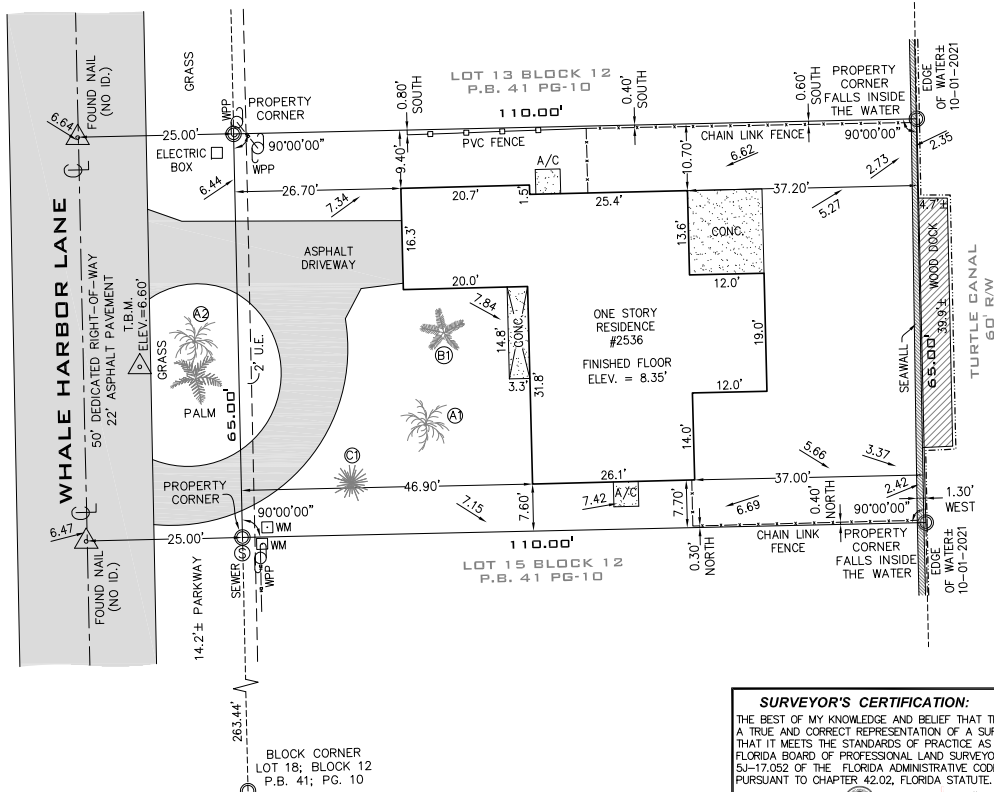 WHALE HARBOR LANE
50' DEDICATED RIGHT-OF-WAY
22' ASPHALT PAVEMENT
T.B.M.
ELEV.=6.60'
C
L
C
L
FOUND NAIL
(NO ID.)
6.64
25.00'
GRASS
WPP
PROPERTY
CORNER
ELECTRIC
BOX
90°00'00"
WPP
6.44
26.70'
7.34
LOT 13 BLOCK 12
P.B. 41 PG-10
110.00'
0.80'
SOUTH
0.40'
SOUTH
0.60'
SOUTH
PROPERTY
CORNER
FALLS INSIDE
THE WATER
EDGE
OF WATER±
10-01-2021
PVC FENCE
CHAIN LINK FENCE
90°00'00"
9.40'
A/C
10.70'
6.62
2.73
2.35
20.7'
1.5'
25.4'
37.20'
5.27
4.7'±
16.3'
13.6'
CONC.
12.0'
ASPHALT
DRIVEWAY
20.0'
7.84
14.8'
CONC.
3.3'
31.8'
ONE STORY
RESIDENCE
#2536
FINISHED FLOOR
ELEV. = 8.35'
19.0'
12.0'
14.0'
SEAWALL
65.00'
39.9'±
WOOD DOCK
TURTLE CANAL
60' R/W
A2
GRASS
PALM
65.00'
2' U.E.
B1
A1
C1
PROPERTY
CORNER
46.90'
26.1'
37.00'
5.66
3.37
2.42
1.30'
WEST
90°00'00"
WM
WM
7.15
7.60'
7.42
A/C
7.70'
6.69
0.40'
NORTH
90°00'00"
6.47
25.00'
FOUND NAIL
(NO ID.)
14.2'± PARKWAY
SEWER
S
WPP
110.00'
LOT 15 BLOCK 12
P.B. 41 PG-10
0.30'
NORTH
CHAIN LINK
FENCE
PROPERTY
CORNER
FALLS INSIDE
THE WATER
EDGE
OF WATER±
10-01-2021
263.44'
BLOCK CORNER
LOT 18; BLOCK 12
P.B. 41; PG. 10
SURVEYOR'S CERTIFICATION:
THE BEST OF MY KNOWLEDGE AND BELIEF THAT
A TRUE AND CORRECT REPRESENTATION OF A
THAT IT MEETS THE STANDARDS OF PRACTICE AS
FLORIDA BOARD OF PROFESSIONAL LAND
5J-17.052 OF THE FLORIDA ADMINISTRATIVE
PURSUANT TO CHAPTER 42.02, FLORIDA STATUTE.